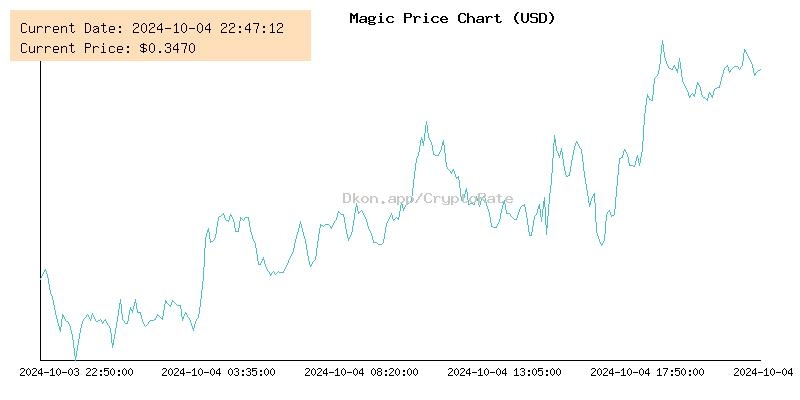 Magic Price Chart (USD)
Current Date: 2024-10-04 22:47:12
Current Price: $0.3470
Dkon.app/CryptoRate
2024-10-03 22:50:00 2024-10-04 03:35:00 2024-10-04 08:20:00 2024-10-04 13:05:00 2024-10-04 17:50:00 2024-10-04